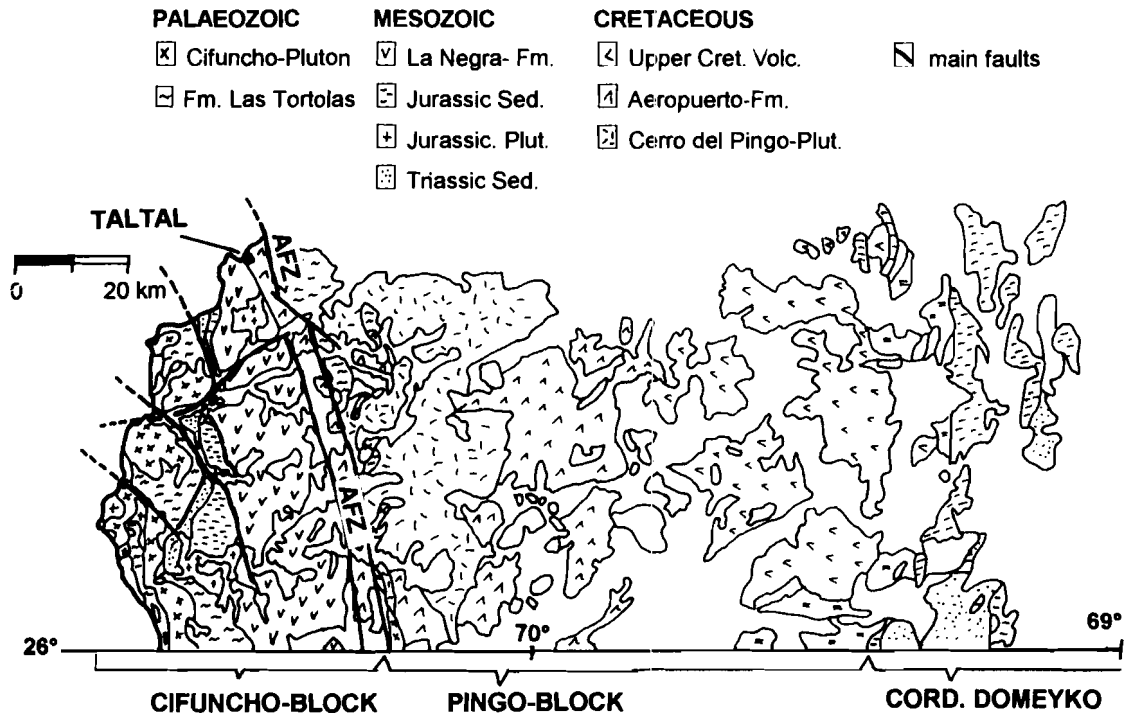 PALAEOZOIC MESOZOIC CRETACEOUS
Cifuncho-Pluton La Negra- Fm. Upper Cret. Volc. main faults
Fm. Las Tortolas Jurassic Sed. Aeropuerto-Fm.
Jurassic. Plut. Cerro del Pingo-Plut.
Triassic Sed.
TALTAL
AFZ
0 20 km
AFZ
26° 70° 69°
CIFUNCHO-BLOCK PINGO-BLOCK CORD. DOMEYKO